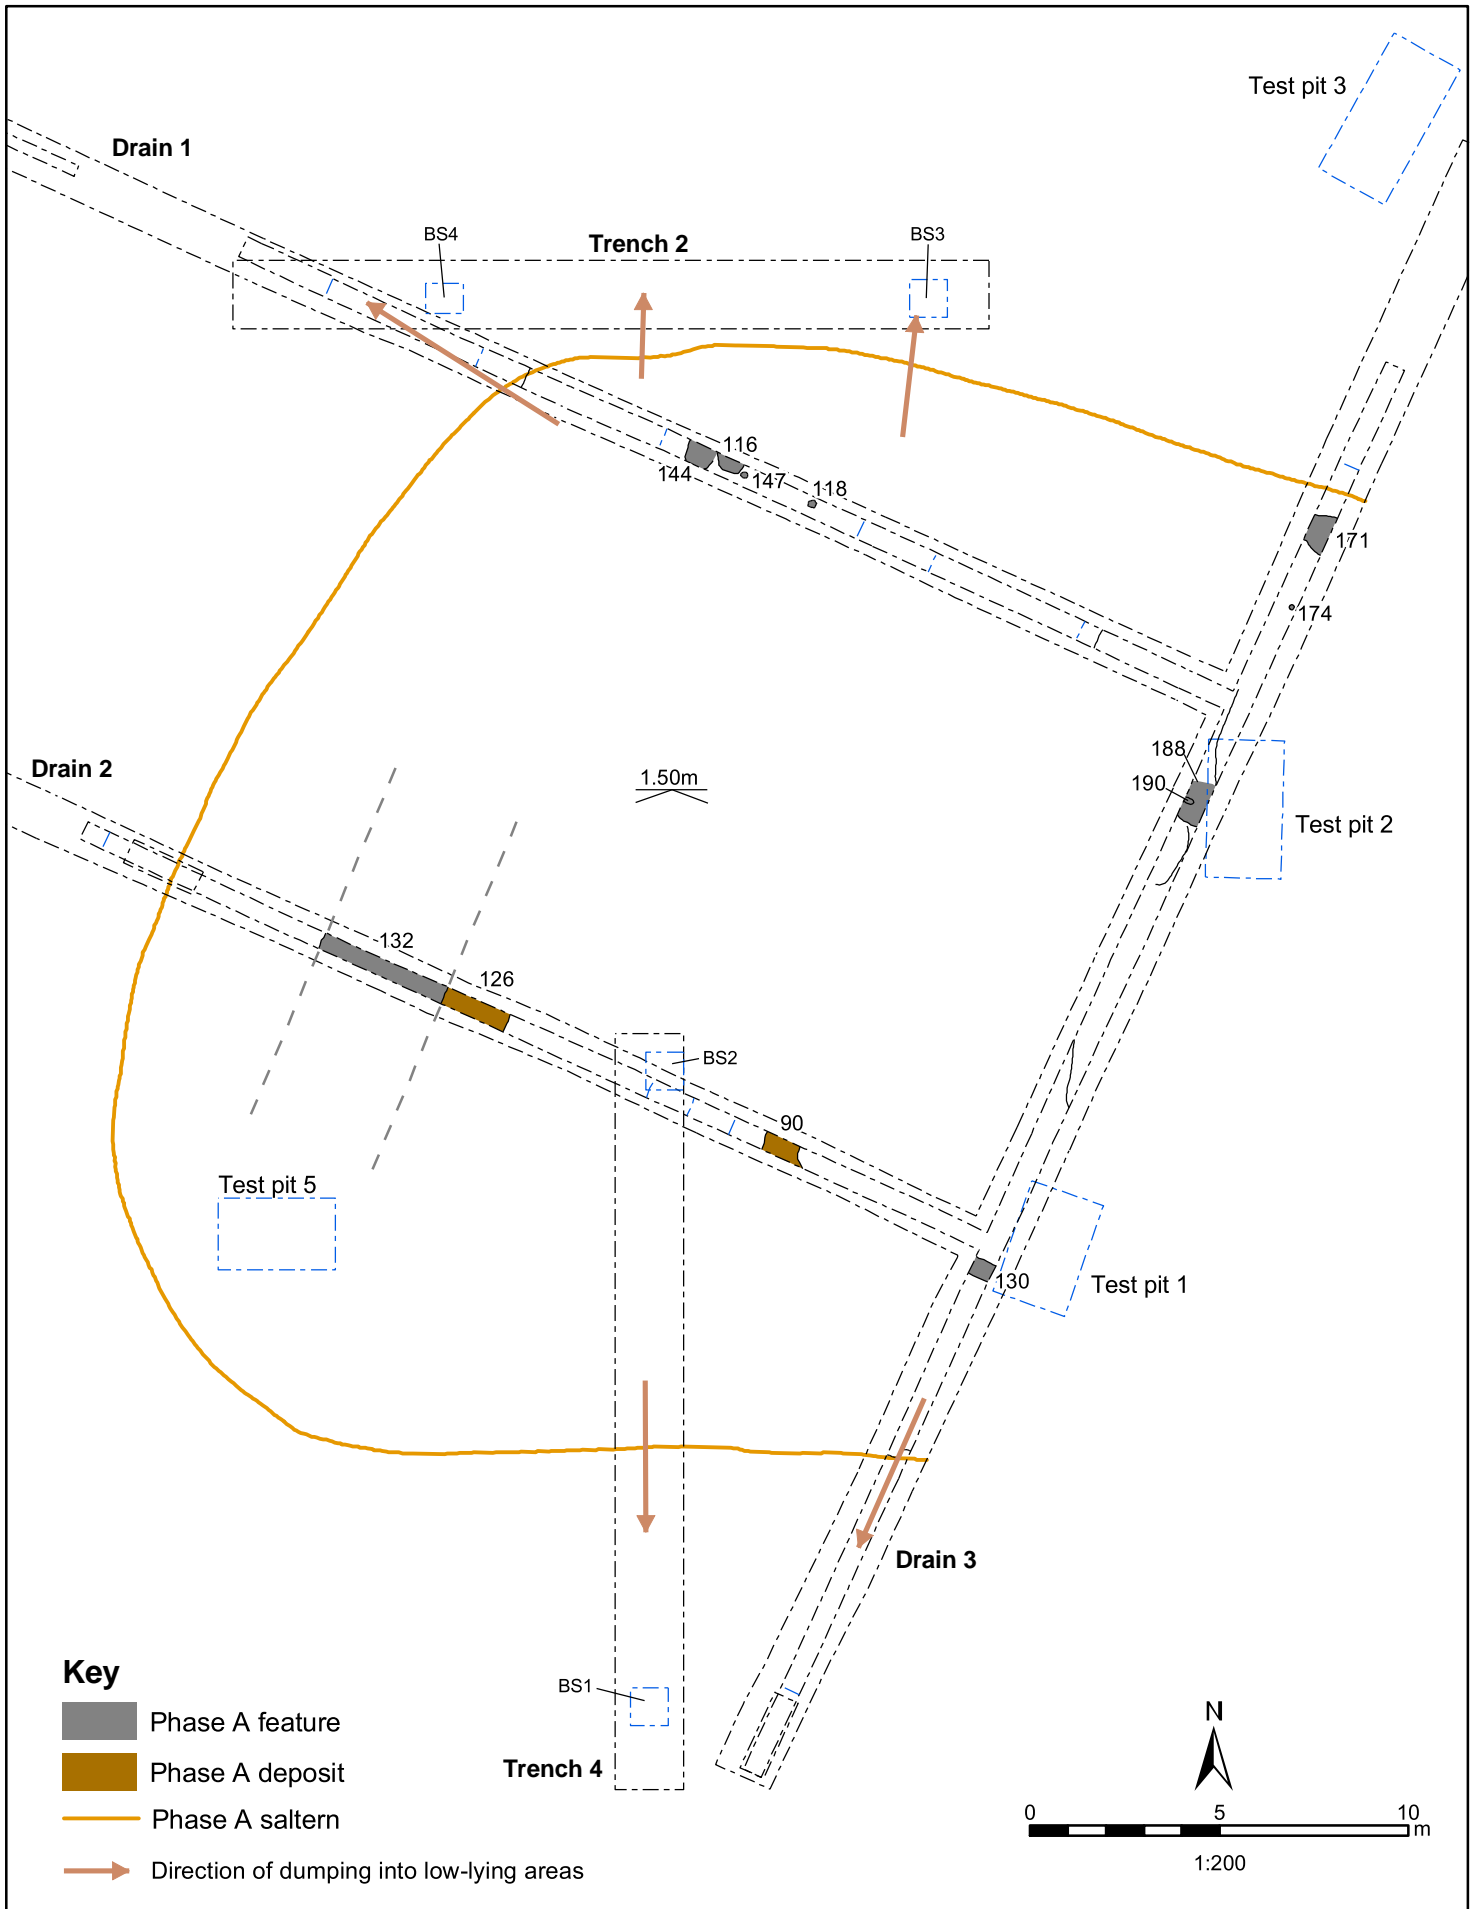 Test pit 3
Drain 1
BS4
Trench 2
BS3
116
144
147
118
171
174
188
190
1.50m
Drain 2
Test pit 2
132
126
BS2
90
Test pit 5
130
Test pit 1
Drain 3
Key
BS1
Phase A feature
N
Phase A deposit
Trench 4
Phase A saltern
0 5 10
m
Direction of dumping into low-lying areas
1:200